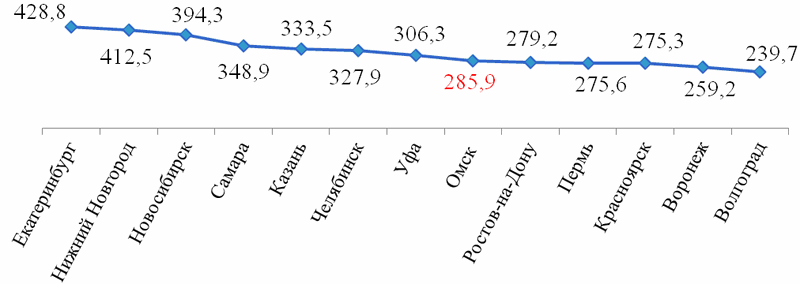 428,8
412,5
394,3
348,9
333,5
327,9
306,3
285,9
279,2
275,6
275,3
259,2
239,7
Екатеринбург
Нижний Новгород
Новосибирск
Самара
Казань
Челябинск
Уфа
Омск
Ростов-на-Дону
Пермь
Красноярск
Воронеж
Волгоград